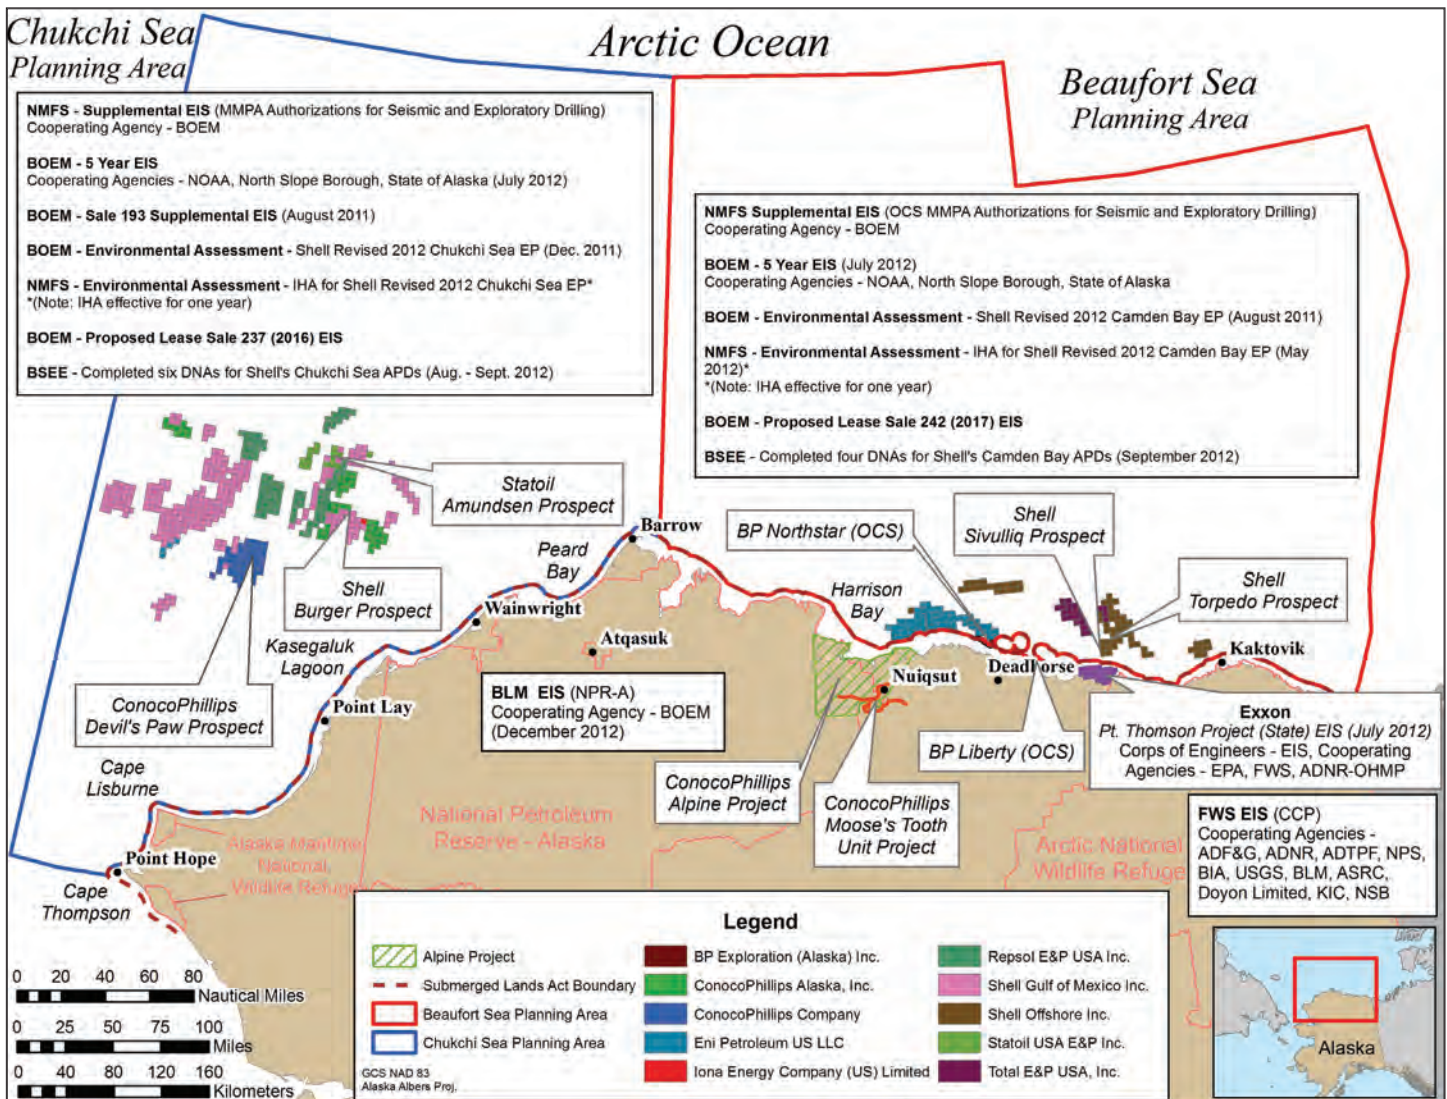 Chukchi Sea
Planning Area
Arctic Ocean
Beaufort Sea
Planning Area
NMFS - Supplemental EIS (MMPA Authorizations for Seismic and Exploratory Drilling)
Cooperating Agency - BOEM
BOEM - 5 Year EIS
Cooperating Agencies - NOAA, North Slope Borough, State of Alaska (July 2012)
BOEM - Sale 193 Supplemental EIS (August 2011)
BOEM - Environmental Assessment - Shell Revised 2012 Chukchi Sea EP (Dec. 2011)
NMFS - Environmental Assessment - IHA for Shell Revised 2012 Chukchi Sea EP*
*(Note: IHA effective for one year)
BOEM - Proposed Lease Sale 237 (2016) EIS
BSEE - Completed six DNAs for Shell's Chukchi Sea APDs (Aug. - Sept. 2012)
NMFS Supplemental EIS (OCS MMPA Authorizations for Seismic and Exploratory Drilling)
Cooperating Agency - BOEM
BOEM - 5 Year EIS (July 2012)
Cooperating Agencies - NOAA, North Slope Borough, State of Alaska
BOEM - Environmental Assessment - Shell Revised 2012 Camden Bay EP (August 2011)
NMFS - Environmental Assessment - IHA for Shell Revised 2012 Camden Bay EP (May
2012)*
*(Note: IHA effective for one year)
BOEM - Proposed Lease Sale 242 (2017) EIS
BSEE - Completed four DNAs for Shell's Camden Bay APDs (September 2012)
Statoil
Amundsen Prospect
Shell
Burger Prospect
ConocoPhillips
Devil's Paw Prospect
Peard
Bay
Barrow
Wainwright
Atqasuk
Kasegaluk
Lagoon
Point Lay
Cape
Lisburne
Point Hope
Cape
Thompson
BP Northstar (OCS)
Shell
Sivulliq Prospect
Shell
Torpedo Prospect
Harrison
Bay
Kaktovik
Deadhorse
Nuiqsut
BLM EIS (NPR-A)
Cooperating Agency - BOEM
(December 2012)
BP Liberty (OCS)
ConocoPhillips
Alpine Project
ConocoPhillips
Moose's Tooth
Unit Project
Exxon
Pt. Thomson Project (State) EIS (July 2012)
Corps of Engineers - EIS, Cooperating
Agencies - EPA, FWS, ADNR-OHMP
FWS EIS (CCP)
Cooperating Agencies -
ADF&G, ADNR, ADTPF, NPS,
BIA, USGS, BLM, ASRC,
Doyon Limited, KIC, NSB
National Petroleum
Reserve - Alaska
Alaska Maritime
National
Wildlife Refuge
Arctic National
Wildlife Refuge
Legend
Alpine Project
Submerged Lands Act Boundary
Beaufort Sea Planning Area
Chukchi Sea Planning Area
GCS NAD 83
Alaska Albers Proj.
BP Exploration (Alaska) Inc.
ConocoPhillips Alaska, Inc.
ConocoPhillips Company
Eni Petroleum US LLC
Iona Energy Company (US) Limited
Repsol E&P USA Inc.
Shell Gulf of Mexico Inc.
Shell Offshore Inc.
Statoil USA E&P Inc.
Total E&P USA, Inc.
0 20 40 60 80
Nautical Miles
0 25 50 75 100
Miles
0 40 80 120 160
Kilometers
Alaska